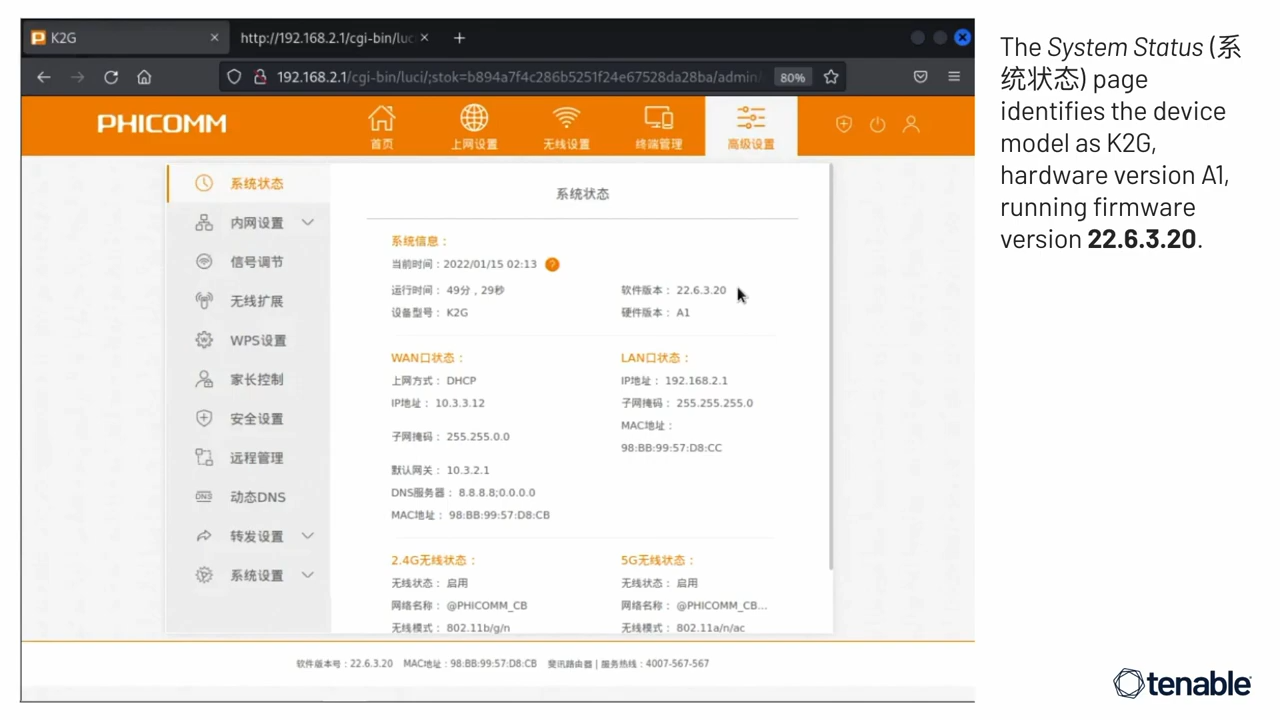 K2G
http://192.168.2.1/cgi-bin/luc
192.168.2.1/cgi-bin/luci/;stok=b894a7f4c286b5251f24e67528da28ba/admin/
80%
PHICOMM
首页
上网设置
无线设置
终端管理
高级设置
系统状态
内网设置
信号调节
无线扩展
WPS设置
家长控制
安全设置
远程管理
DNS 动态DNS
转发设置
系统设置
系统状态
系统信息：
当前时间：2022/01/15 02:13 ?
运行时间： 49分，29秒 软件版本： 22.6.3.20
设备型号： K2G 硬件版本： A1
WAN口状态：
上网方式： DHCP
IP地址： 10.3.3.12
子网掩码： 255.255.0.0
默认网关： 10.3.2.1
DNS服务器： 8.8.8.8;0.0.0.0
MAC地址： 98:BB:99:57:D8:CB
LAN口状态：
IP地址： 192.168.2.1
子网掩码： 255.255.255.0
MAC地址：
98:BB:99:57:D8:CC
2.4G无线状态：
无线状态： 启用
网络名称： @PHICOMM_CB
无线模式： 802.11b/g/n
5G无线状态：
无线状态： 启用
网络名称： @PHICOMM_CB...
无线模式： 802.11a/n/ac
软件版本号：22.6.3.20 MAC地址：98:BB:99:57:D8:CB 斐讯路由器 | 服务热线：4007-567-567
The System Status (系
统状态) page
identifies the device
model as K2G,
hardware version A1,
running firmware
version 22.6.3.20.
tenable